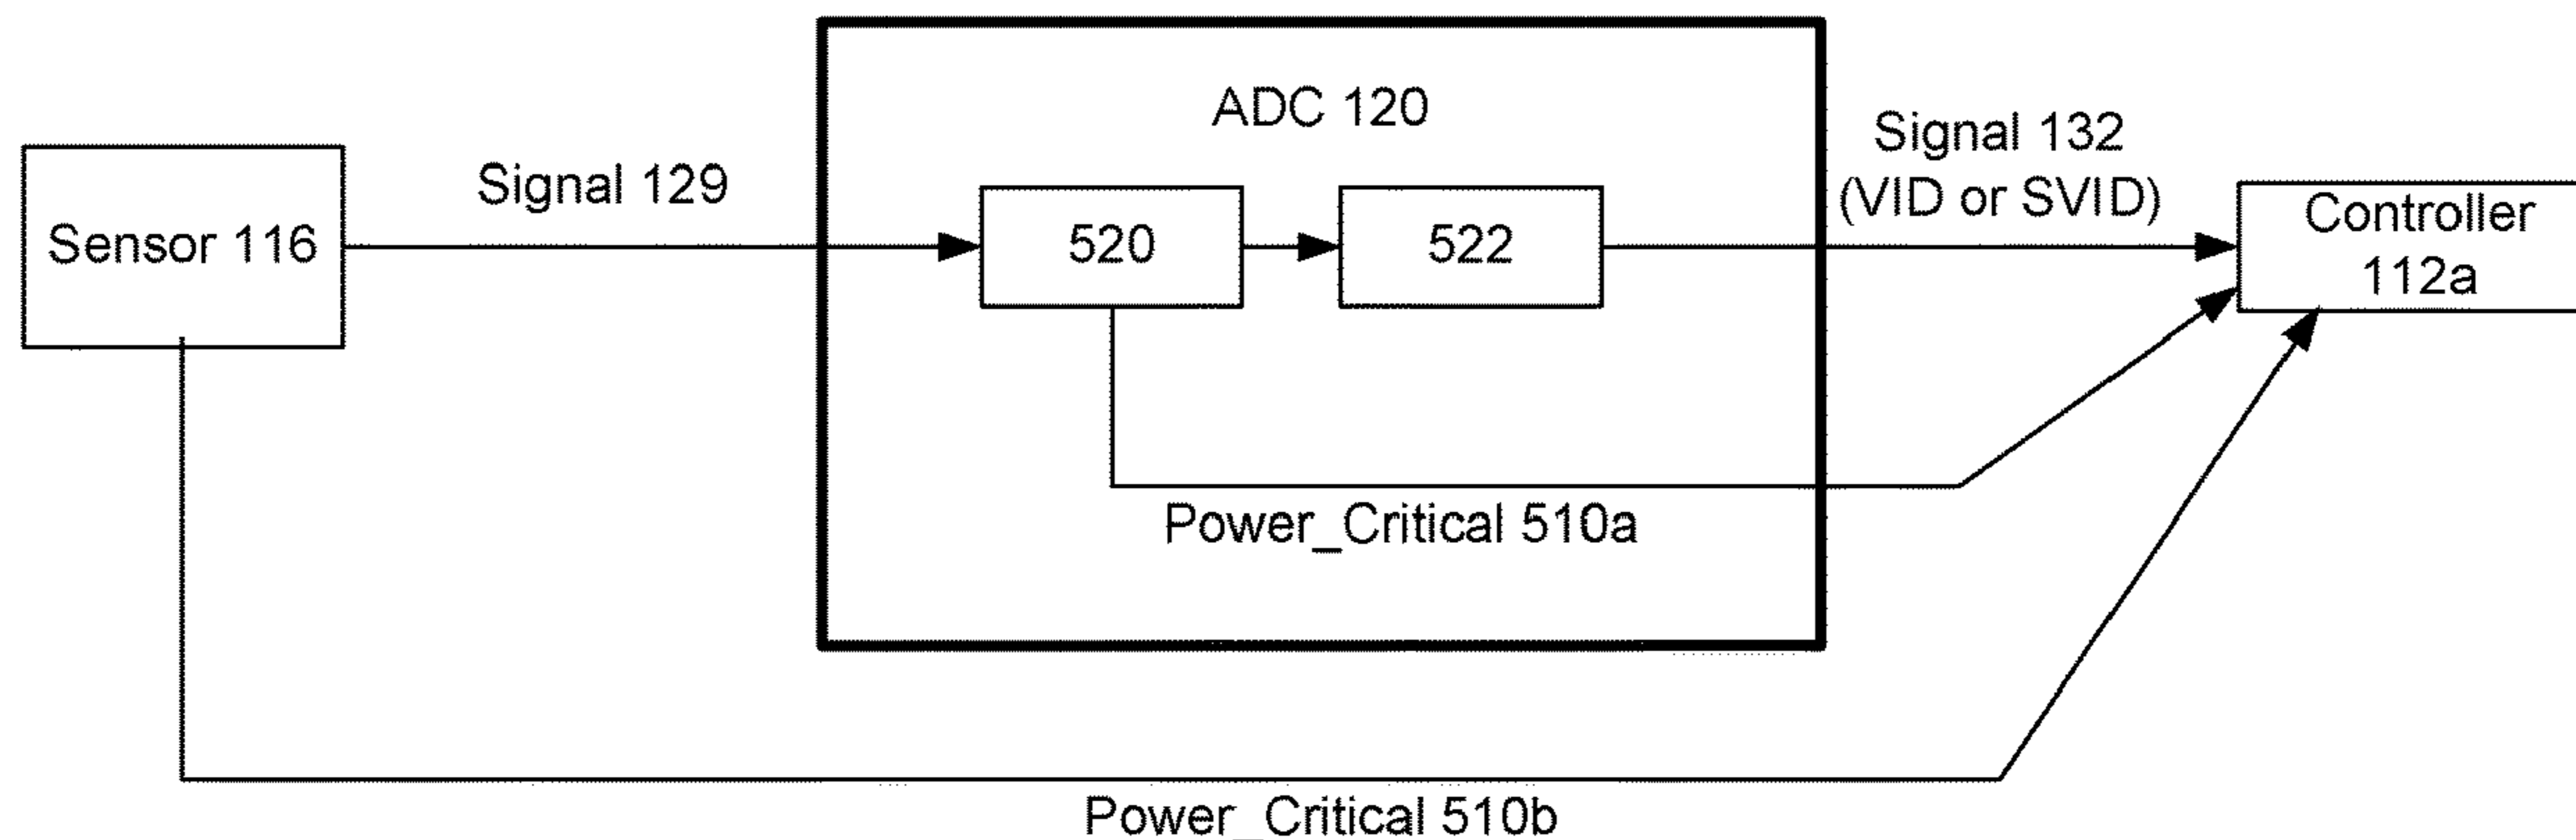 ADC 120
Signal 132
(VID or SVID)
Signal 129
Sensor 116
520
522
Controller
112a
Power_Critical 510a
Power_Critical 510b